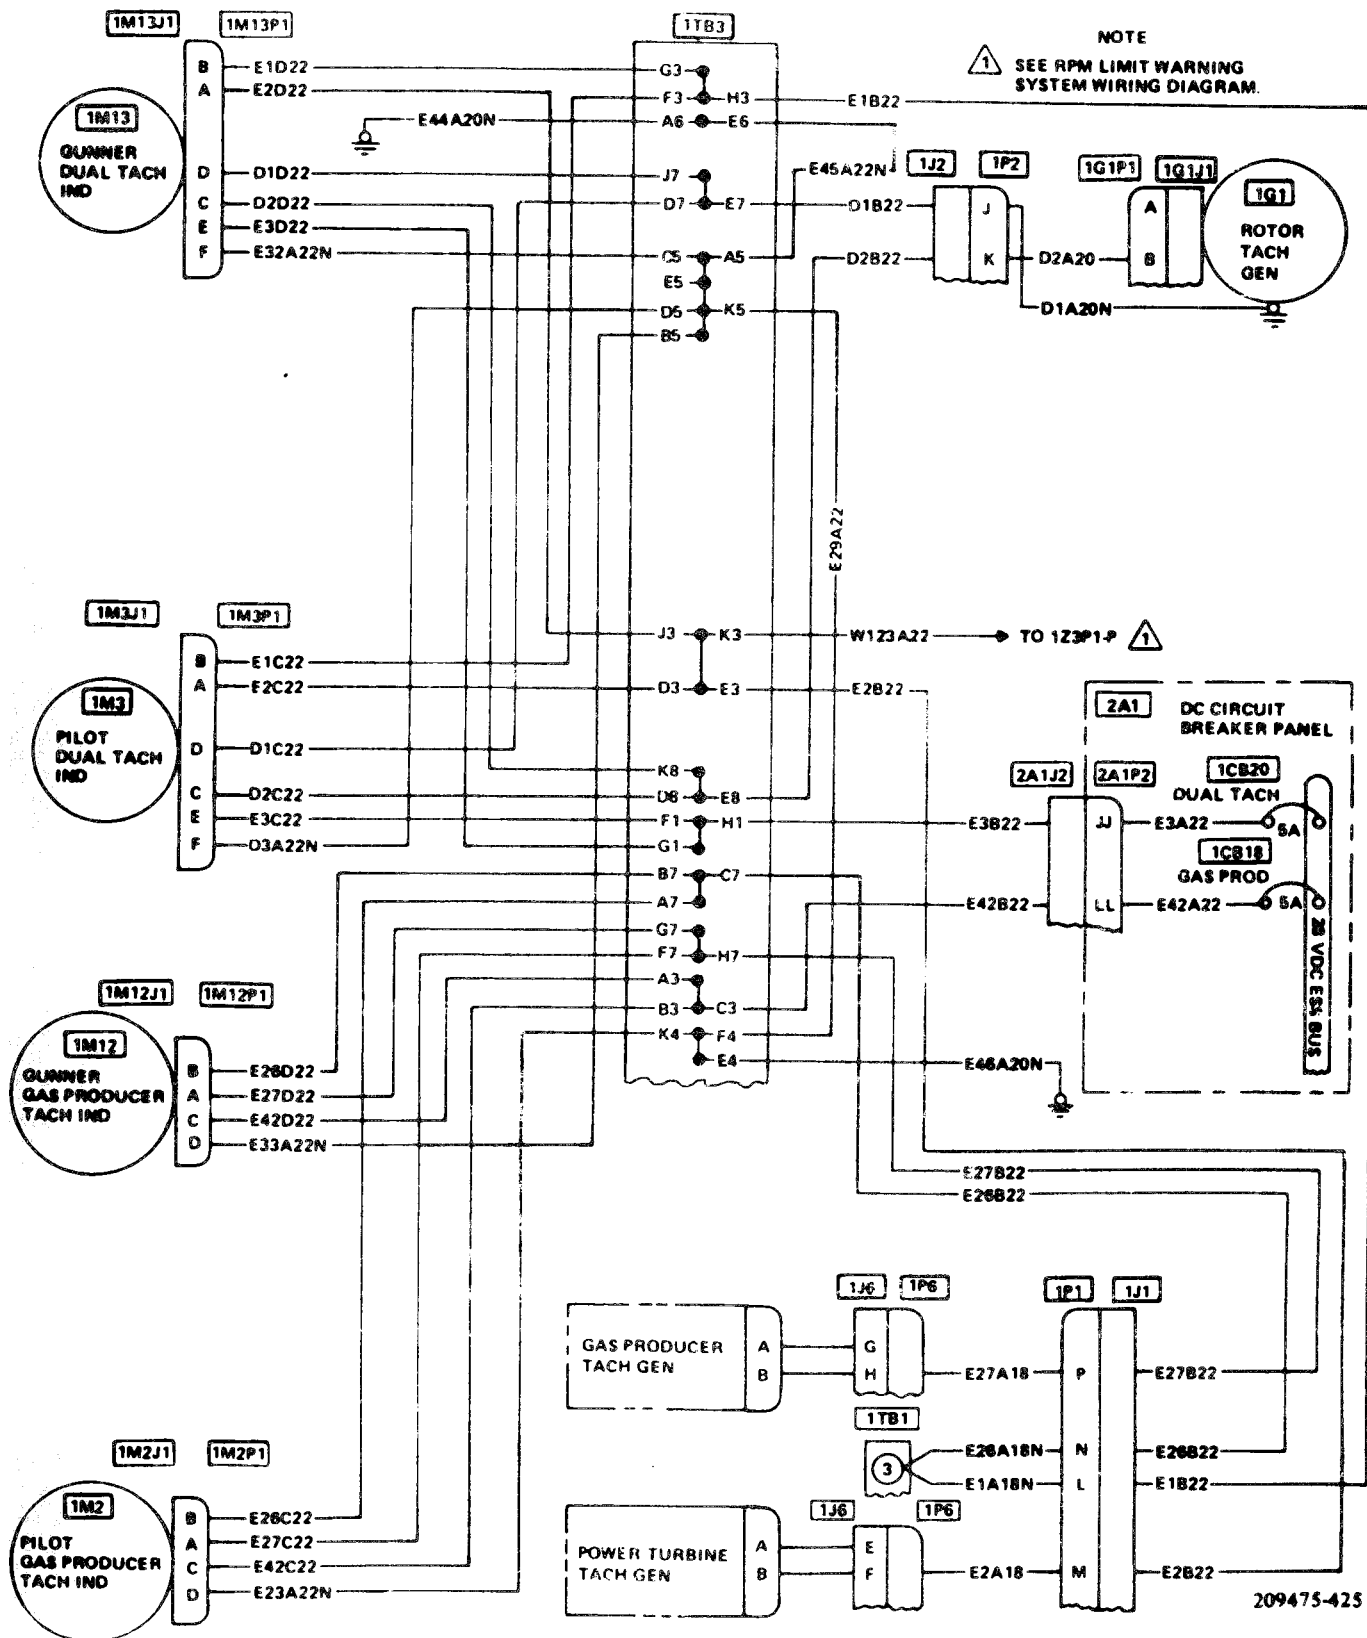 1M13J1
1M13P1
1TB3
NOTE
1 SEE RPM LIMIT WARNING
SYSTEM WIRING DIAGRAM.
B E1D22 G3
A E2D22 F3 H3 E1B22
E44A20N A6 E6
1M13
GUNNER
DUAL TACH
IND
E45A22N
1J2
1P2
1G1P1
1G1J1
D D1D22 J7
C D2D22 D7 E7 D1B22 J A
E E3D22
F E32A22N C5 A5 D2B22 K D2A20 B
1G1
ROTOR
TACH
GEN
E5
D5 K5
D1A20N
B5
E29A22
1M3J1
1M3P1
J3 K3 W123A22 TO 1Z3P1-P 1
B E1C22
A E2C22 D3 E3 E2B22
1M3
PILOT
DUAL TACH
IND
D D1C22
K8
C D2C22 D8 E8
E E3C22 F1 H1 E3B22
F D3A22N G1
2A1
DC CIRCUIT
BREAKER PANEL
2A1J2
2A1P2
1CB20
DUAL TACH
JJ E3A22 5A
1CB18
GAS PROD
B7 C7
A7
E42B22 LL E42A22 5A
28 VDC ESS BUS
G7
F7 H7
A3
B3 C3
K4 F4
E4 E46A20N
1M12J1
1M12P1
1M12
GUNNER
GAS PRODUCER
TACH IND
B E26D22
A E27D22
C E42D22
D E33A22N
E27B22
E26B22
1J6
1P6
1P1
1J1
GAS PRODUCER
TACH GEN
A G
B H E27A18 P E27B22
1TB1
3
E26A18N N E26B22
E1A18N L E1B22
1J6
1P6
POWER TURBINE
TACH GEN
A E
B F E2A18 M E2B22
1M2J1
1M2P1
1M2
PILOT
GAS PRODUCER
TACH IND
B E26C22
A E27C22
C E42C22
D E23A22N
209475-425